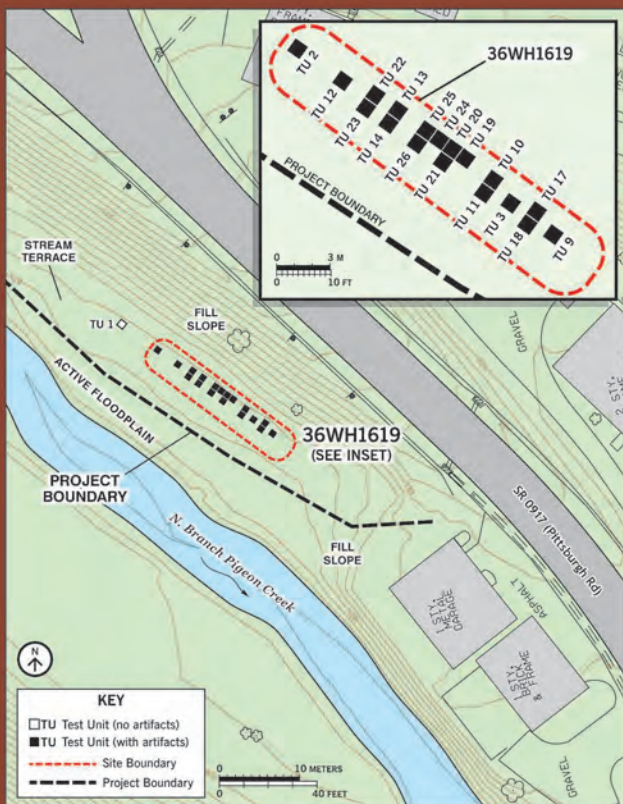 36WH1619
TU 2
TU 12
TU 22
TU 23
TU 13
TU 14
TU 25
TU 24
TU 20
TU 19
TU 26
TU 21
TU 10
TU 11
TU 3
TU 17
TU 18
TU 9
PROJECT BOUNDARY
0 3 M
0 10 FT
STREAM
TERRACE
TU 1
FILL
SLOPE
ACTIVE FLOODPLAIN
36WH1619
(SEE INSET)
PROJECT
BOUNDARY
N. Branch Pigeon Creek
FILL
SLOPE
SR 0917 (Pittsburgh Rd)
GRAVEL
2 STY.
ASPHALT
1 STY.
METAL
GARAGE
1 STY.
BRICK
& FRAME
GRAVEL
N
KEY
TU Test Unit (no artifacts)
TU Test Unit (with artifacts)
Site Boundary
Project Boundary
0 10 METERS
0 40 FEET